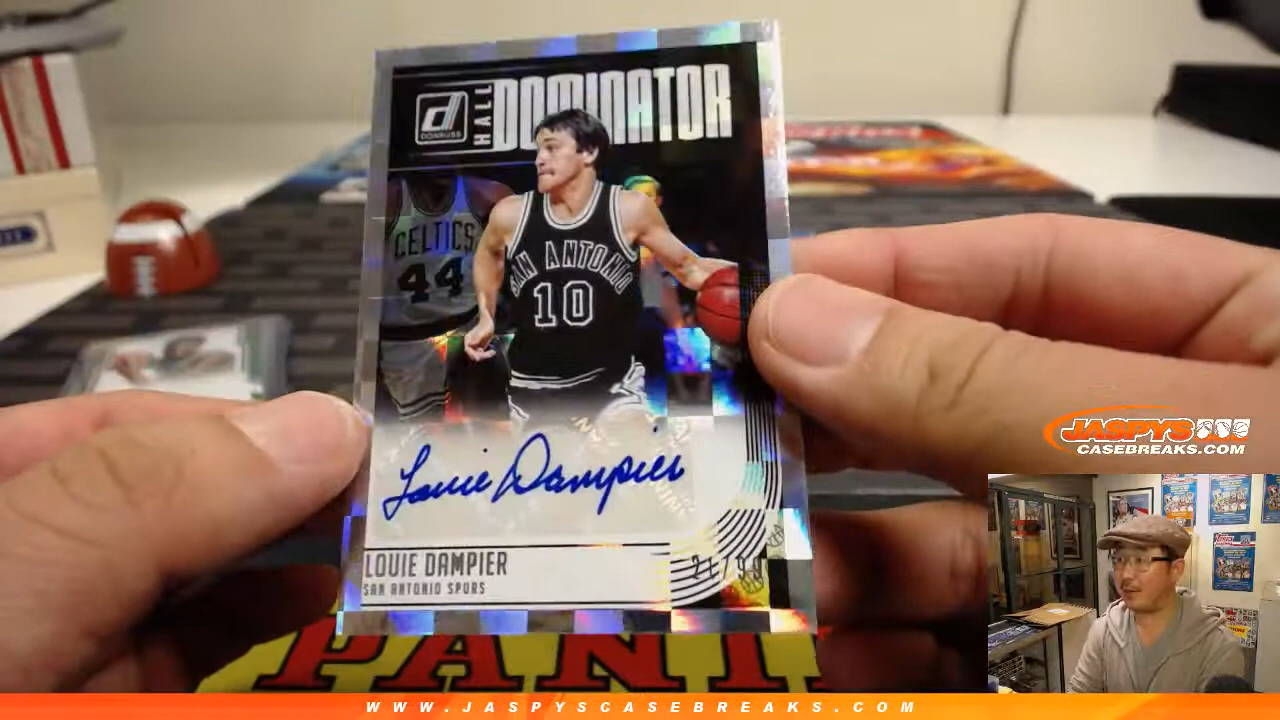 HALL DOMINATOR
d
DONRUSS
CELTICS
44
SAN ANTONIO
10
Louie Dampier
LOUIE DAMPIER
SAN ANTONIO SPURS
PANI
JASPYS
CASEBREAKS.COM
WWW.JASPYSCASEBREAKS.COM